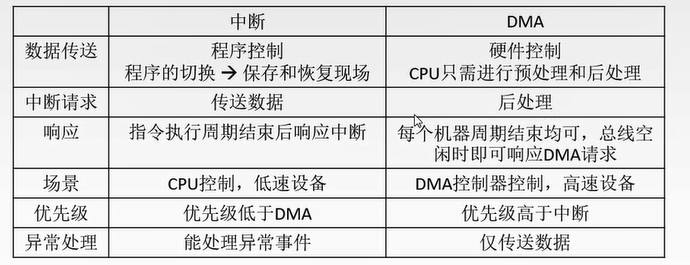 中断 DMA
数据传送 程序控制 硬件控制
程序的切换 → 保存和恢复现场 CPU只需进行预处理和后处理
中断请求 传送数据 后处理
响应 指令执行周期结束后响应中断 每个机器周期结束均可，总线空
闲时即可响应DMA请求
场景 CPU控制，低速设备 DMA控制器控制，高速设备
优先级 优先级低于DMA 优先级高于中断
异常处理 能处理异常事件 仅传送数据